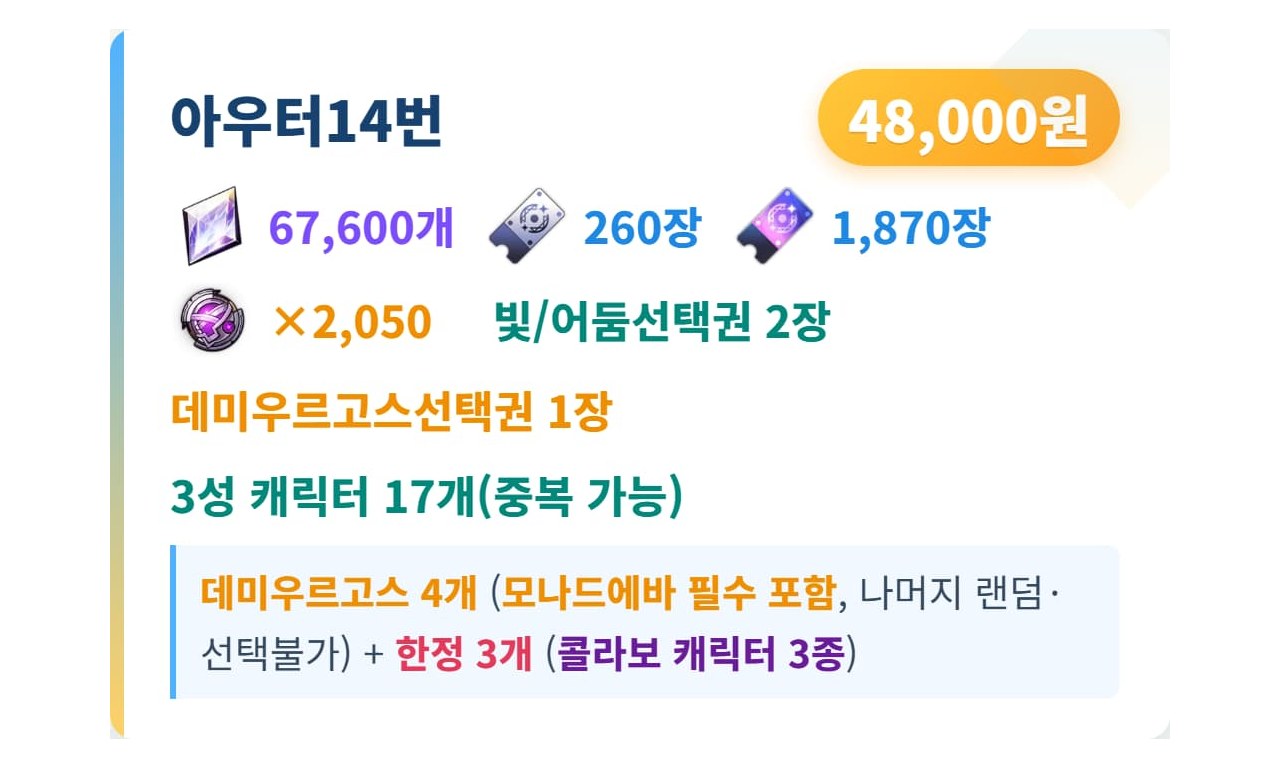 아우터14번
48,000원
67,600개 260장 1,870장
×2,050 빛/어둠선택권 2장
데미우르고스선택권 1장
3성 캐릭터 17개(중복 가능)
데미우르고스 4개 (모나드에바 필수 포함, 나머지 랜덤·
선택불가) + 한정 3개 (콜라보 캐릭터 3종)